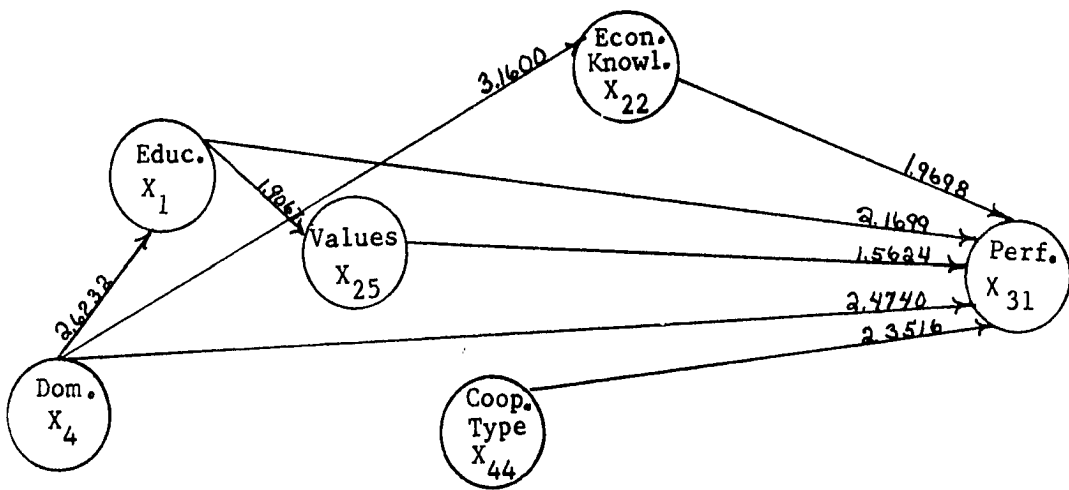 Econ.
Knowl.
X22
3.1600
Educ.
X1
1.9067
1.9698
2.1699
Values
X25
1.5624
Perf.
X31
2.6232
2.4740
2.3516
Dom.
X4
Coop.
Type
X44